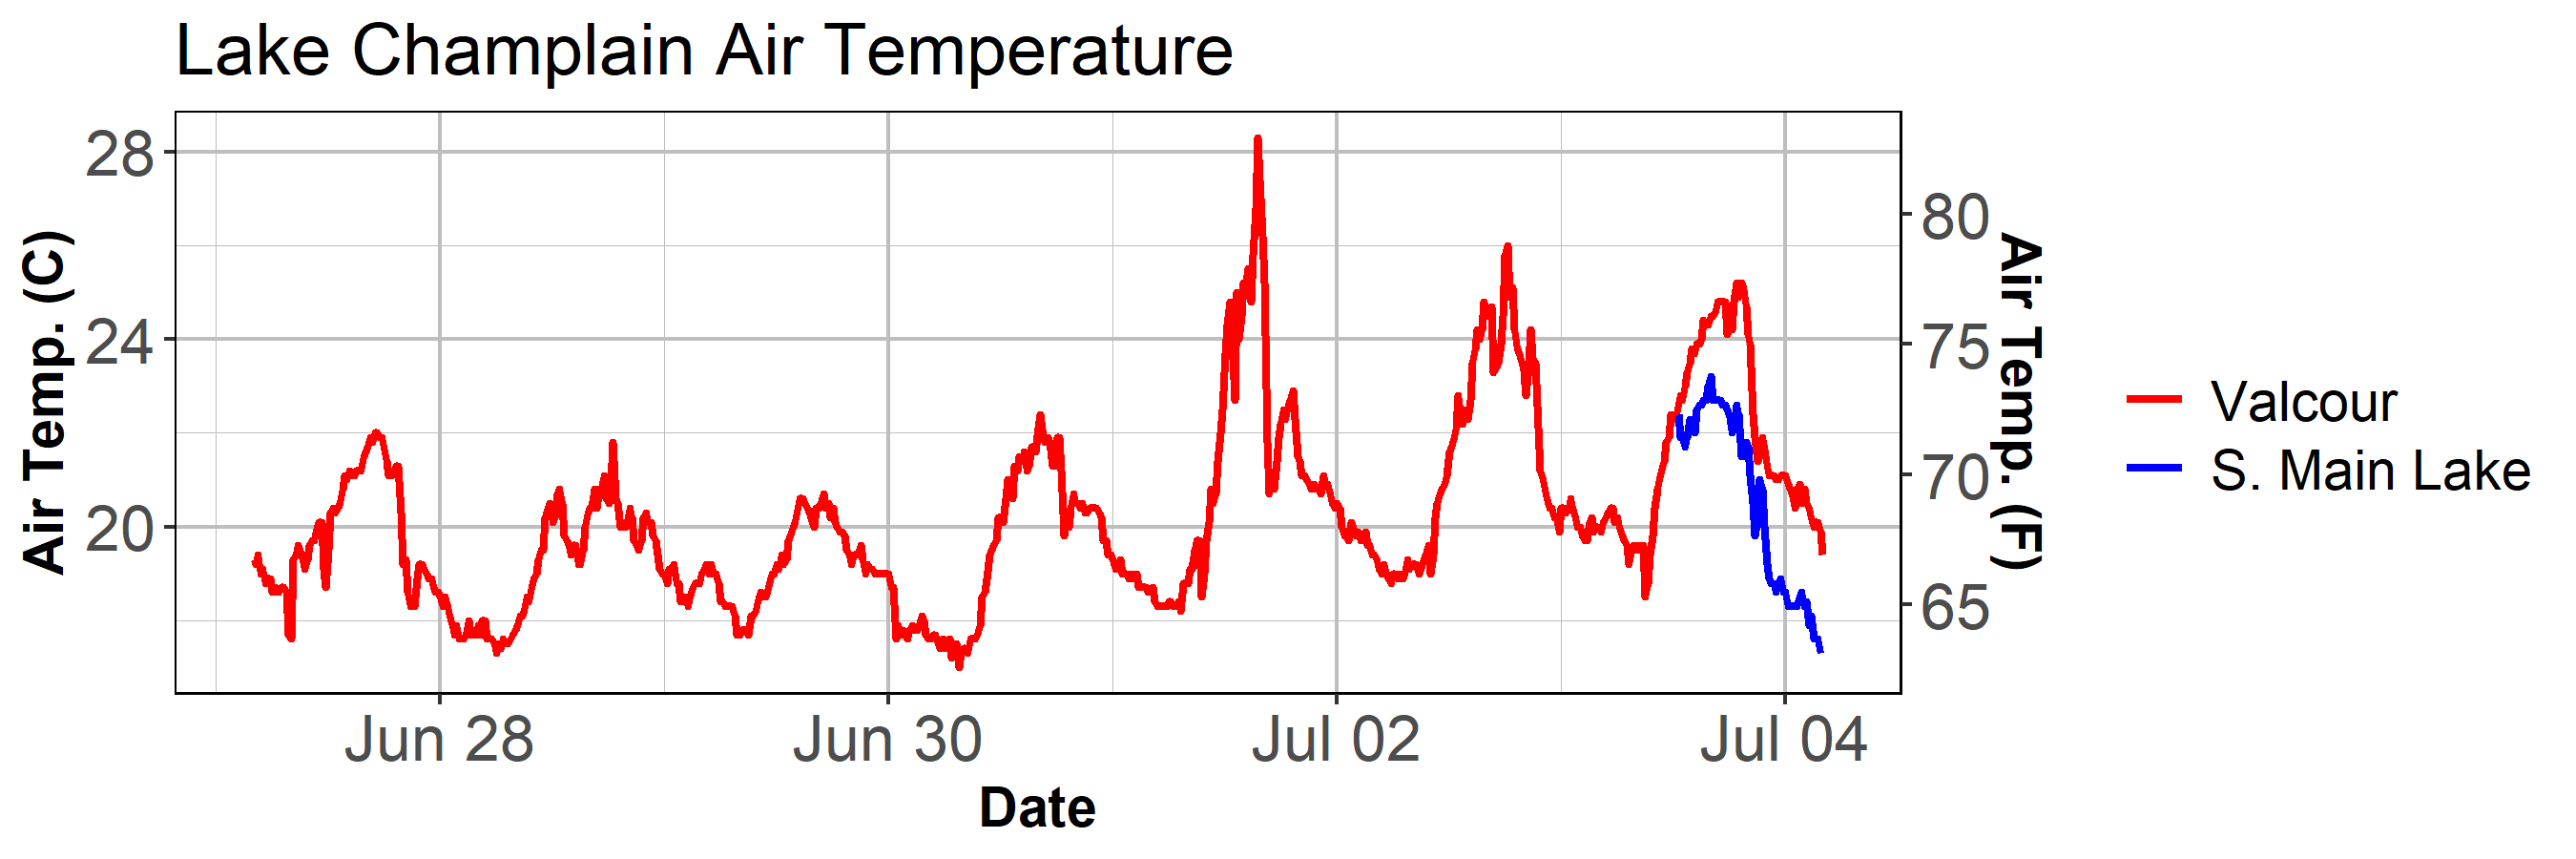 Lake Champlain Air Temperature
Air Temp. (C)
28
24
20
80
75
70
65
Air Temp. (F)
Jun 28
Jun 30
Jul 02
Jul 04
Date
Valcour
S. Main Lake